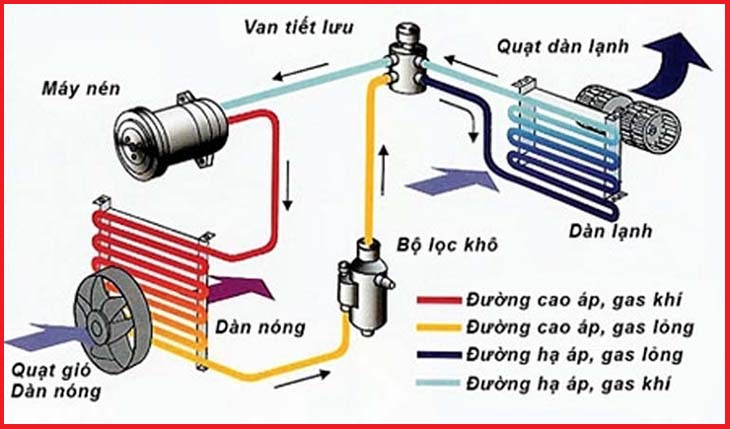 Van tiết lưu
Quạt dàn lạnh
Máy nén
Dàn lạnh
Bộ lọc khô
Dàn nóng
Quạt gió
Dàn nóng
Đường cao áp, gas khí
Đường cao áp, gas lỏng
Đường hạ áp, gas lỏng
Đường hạ áp, gas khí